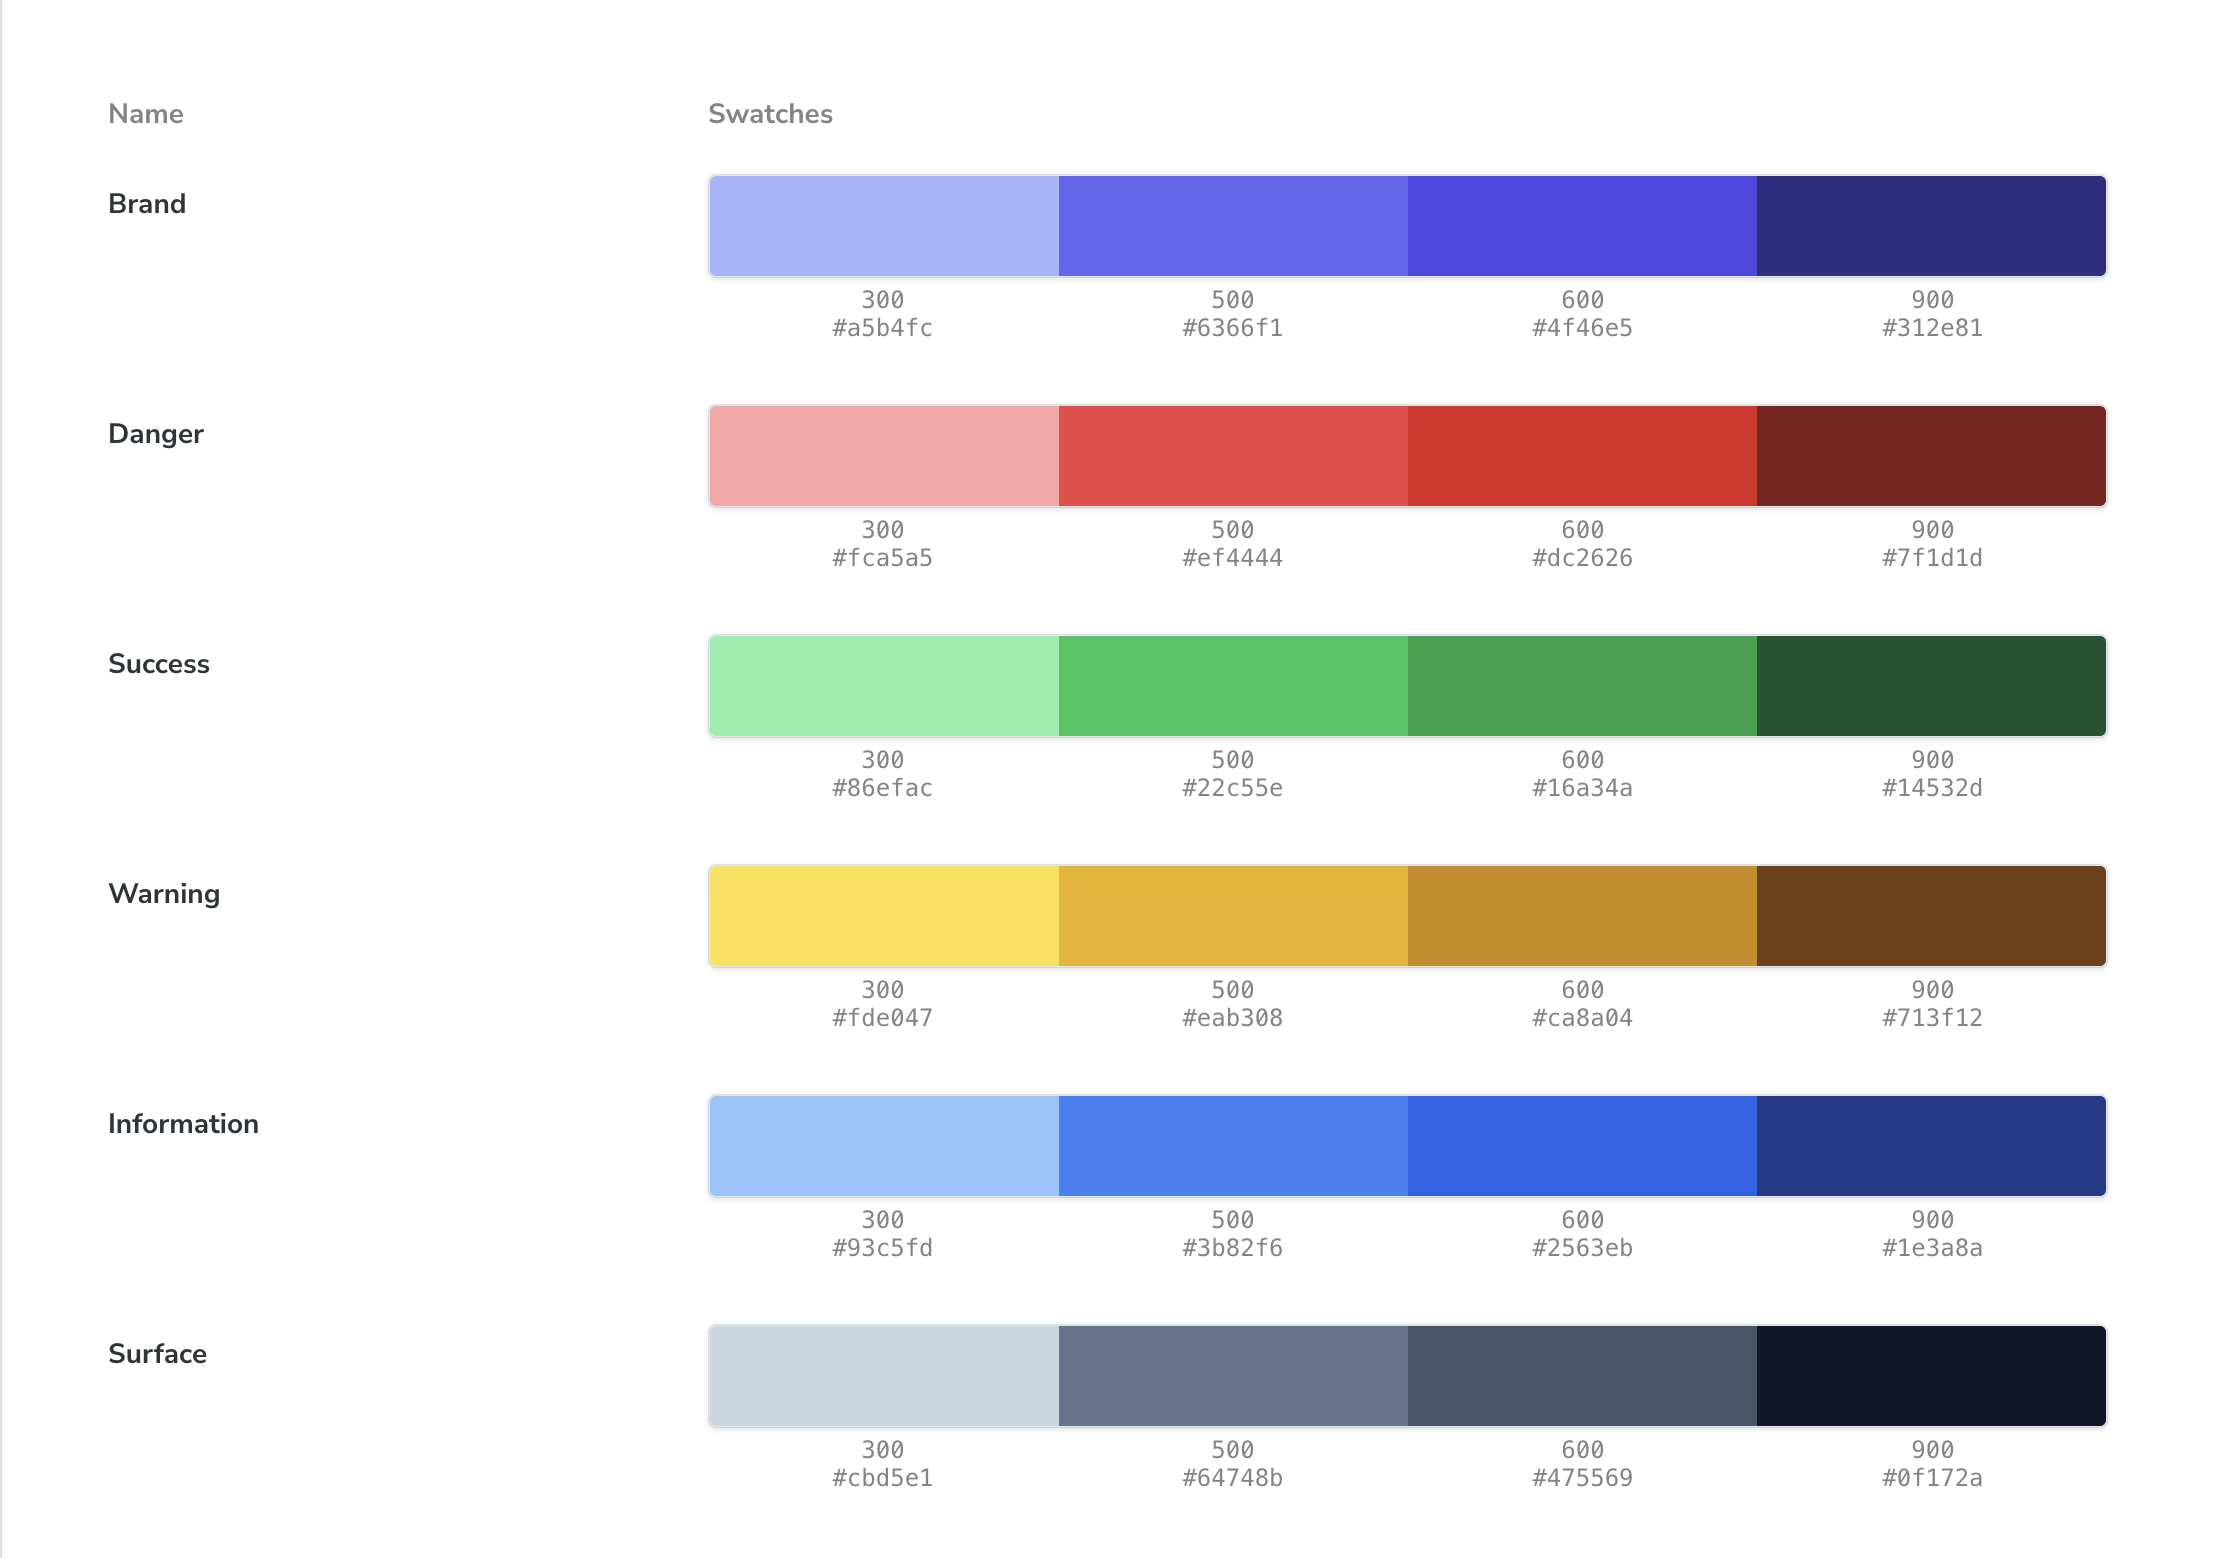 Name
Swatches
Brand
300 500 600 900
#a5b4fc #6366f1 #4f46e5 #312e81
Danger
300 500 600 900
#fca5a5 #ef4444 #dc2626 #7f1d1d
Success
300 500 600 900
#86efac #22c55e #16a34a #14532d
Warning
300 500 600 900
#fde047 #eab308 #ca8a04 #713f12
Information
300 500 600 900
#93c5fd #3b82f6 #2563eb #1e3a8a
Surface
300 500 600 900
#cbd5e1 #64748b #475569 #0f172a